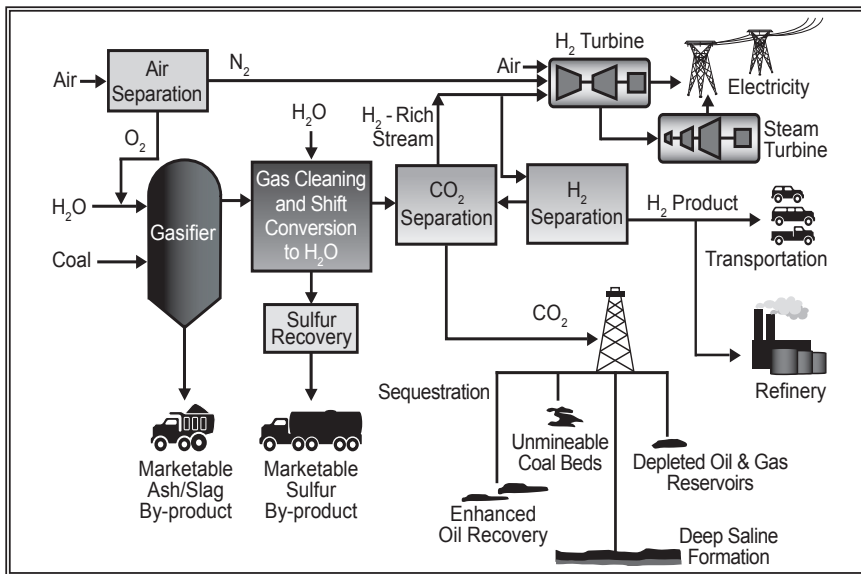 Air
Air
Separation
N2
Air
H2 Turbine
Electricity
Steam
Turbine
O2
H2O
H2O
Coal
Gasifier
Gas Cleaning
and Shift
Conversion
to H2O
H2 - Rich
Stream
CO2
Separation
H2
Separation
H2 Product
Transportation
Refinery
Sulfur
Recovery
CO2
Sequestration
Marketable
Ash/Slag
By-product
Marketable
Sulfur
By-product
Enhanced
Oil Recovery
Unmineable
Coal Beds
Depleted Oil & Gas
Reservoirs
Deep Saline
Formation